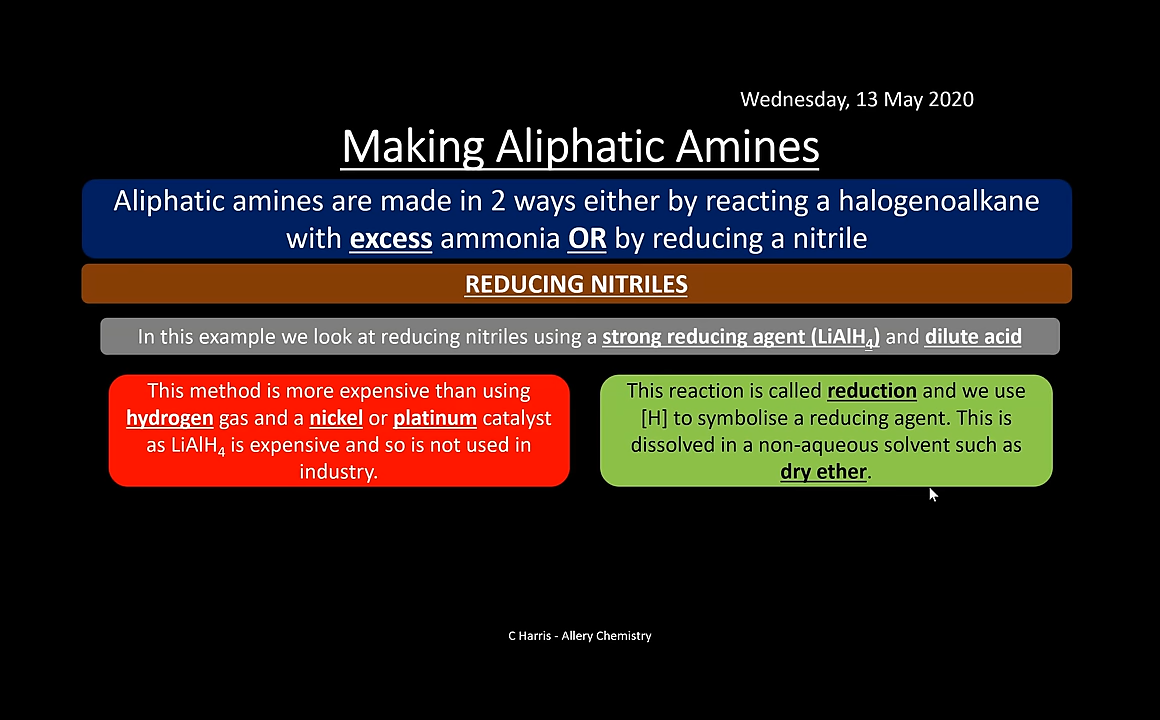 Wednesday, 13 May 2020
Making Aliphatic Amines
Aliphatic amines are made in 2 ways either by reacting a halogenoalkane
with excess ammonia OR by reducing a nitrile
REDUCING NITRILES
In this example we look at reducing nitriles using a strong reducing agent (LiAlH₄) and dilute acid
This method is more expensive than using
hydrogen gas and a nickel or platinum catalyst
as LiAlH₄ is expensive and so is not used in
industry.
This reaction is called reduction and we use
[H] to symbolise a reducing agent. This is
dissolved in a non-aqueous solvent such as
dry ether.
C Harris - Allery Chemistry